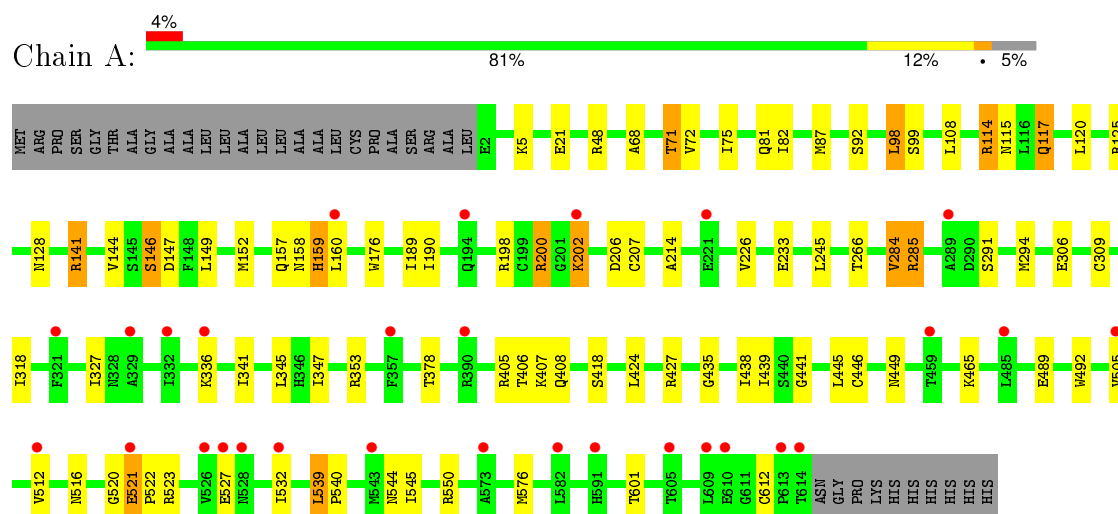 4%
Chain A:
81% 12% • 5%
MET ARG PRO SER GLY THR ALA GLY ALA ALA LEU LEU ALA LEU LEU ALA ALA LEU CYS PRO ALA SER ARG ALA LEU E2 K5 E21 R48 A68 T71 V72 I75 Q81 I82 M87 S92 L98 S99 L108 R114 N115 L116 Q117 L120 R125
N128 R141 V144 S145 S146 D147 F148 L149 M152 Q157 N158 H159 L160 W176 I189 I190 Q194 R198 C199 R200 G201 K202 D206 C207 A214 E221 V226 E233 L245 T266 V284 R285 A289 D290 S291 M294 E306 C309
I318 F321 I327 N328 A329 I332 K336 I341 L345 H346 I347 R353 F357 T378 R390 R405 T406 K407 Q408 S418 L424 R427 G435 I438 I439 S440 G441 L445 C446 N449 T459 K465 L485 E489 W492 V505
V512 N516 G520 E521 P522 R523 V526 E527 N528 I532 L539 P540 M543 N544 I545 R550 A573 M576 L582 H591 T601 T605 L609 E610 G611 C612 P613 T614 ASN GLY PRO LYS HIS HIS HIS HIS HIS HIS